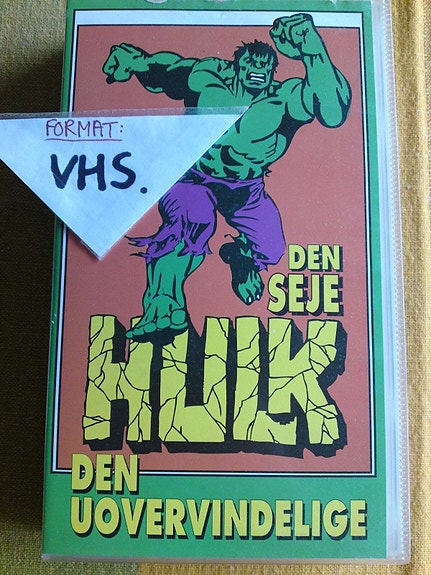 FORMAT:
VHS.
DEN
SEJE
HULK
DEN
UOVERVINDELIGE